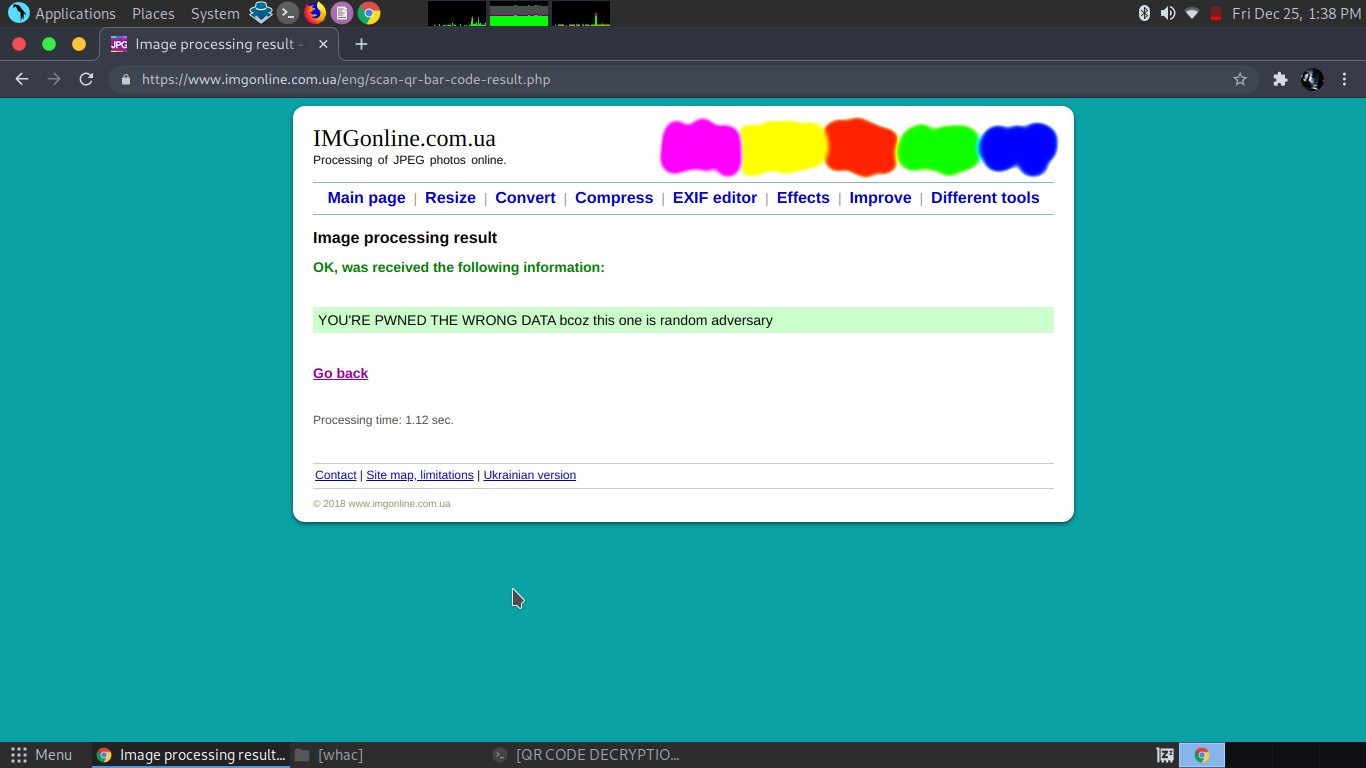 Applications Places System Fri Dec 25, 1:38 PM
JPG Image processing result -
https://www.imgonline.com.ua/eng/scan-qr-bar-code-result.php
IMGonline.com.ua
Processing of JPEG photos online.
Main page | Resize | Convert | Compress | EXIF editor | Effects | Improve | Different tools
Image processing result
OK, was received the following information:
YOU'RE PWNED THE WRONG DATA bcoz this one is random adversary
Go back
Processing time: 1.12 sec.
Contact | Site map, limitations | Ukrainian version
© 2018 www.imgonline.com.ua
Menu Image processing result... [whac] [QR CODE DECRYPTIO...